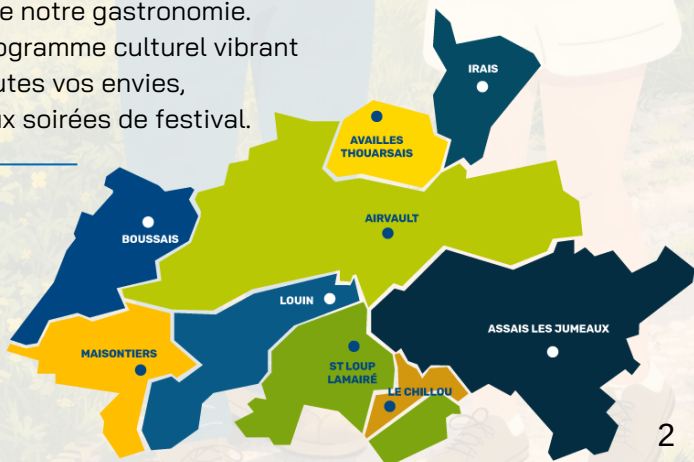 e notre gastronomie.
ogramme culturel vibrant
utes vos envies,
ux soirées de festival.
IRAIS
AVAILLES
THOUARSAIS
AIRVAULT
BOUSSAIS
LOUIN
ASSAIS LES JUMEAUX
MAISONTIERS
ST LOUP
LAMAIRÉ
LE CHILLOU
2